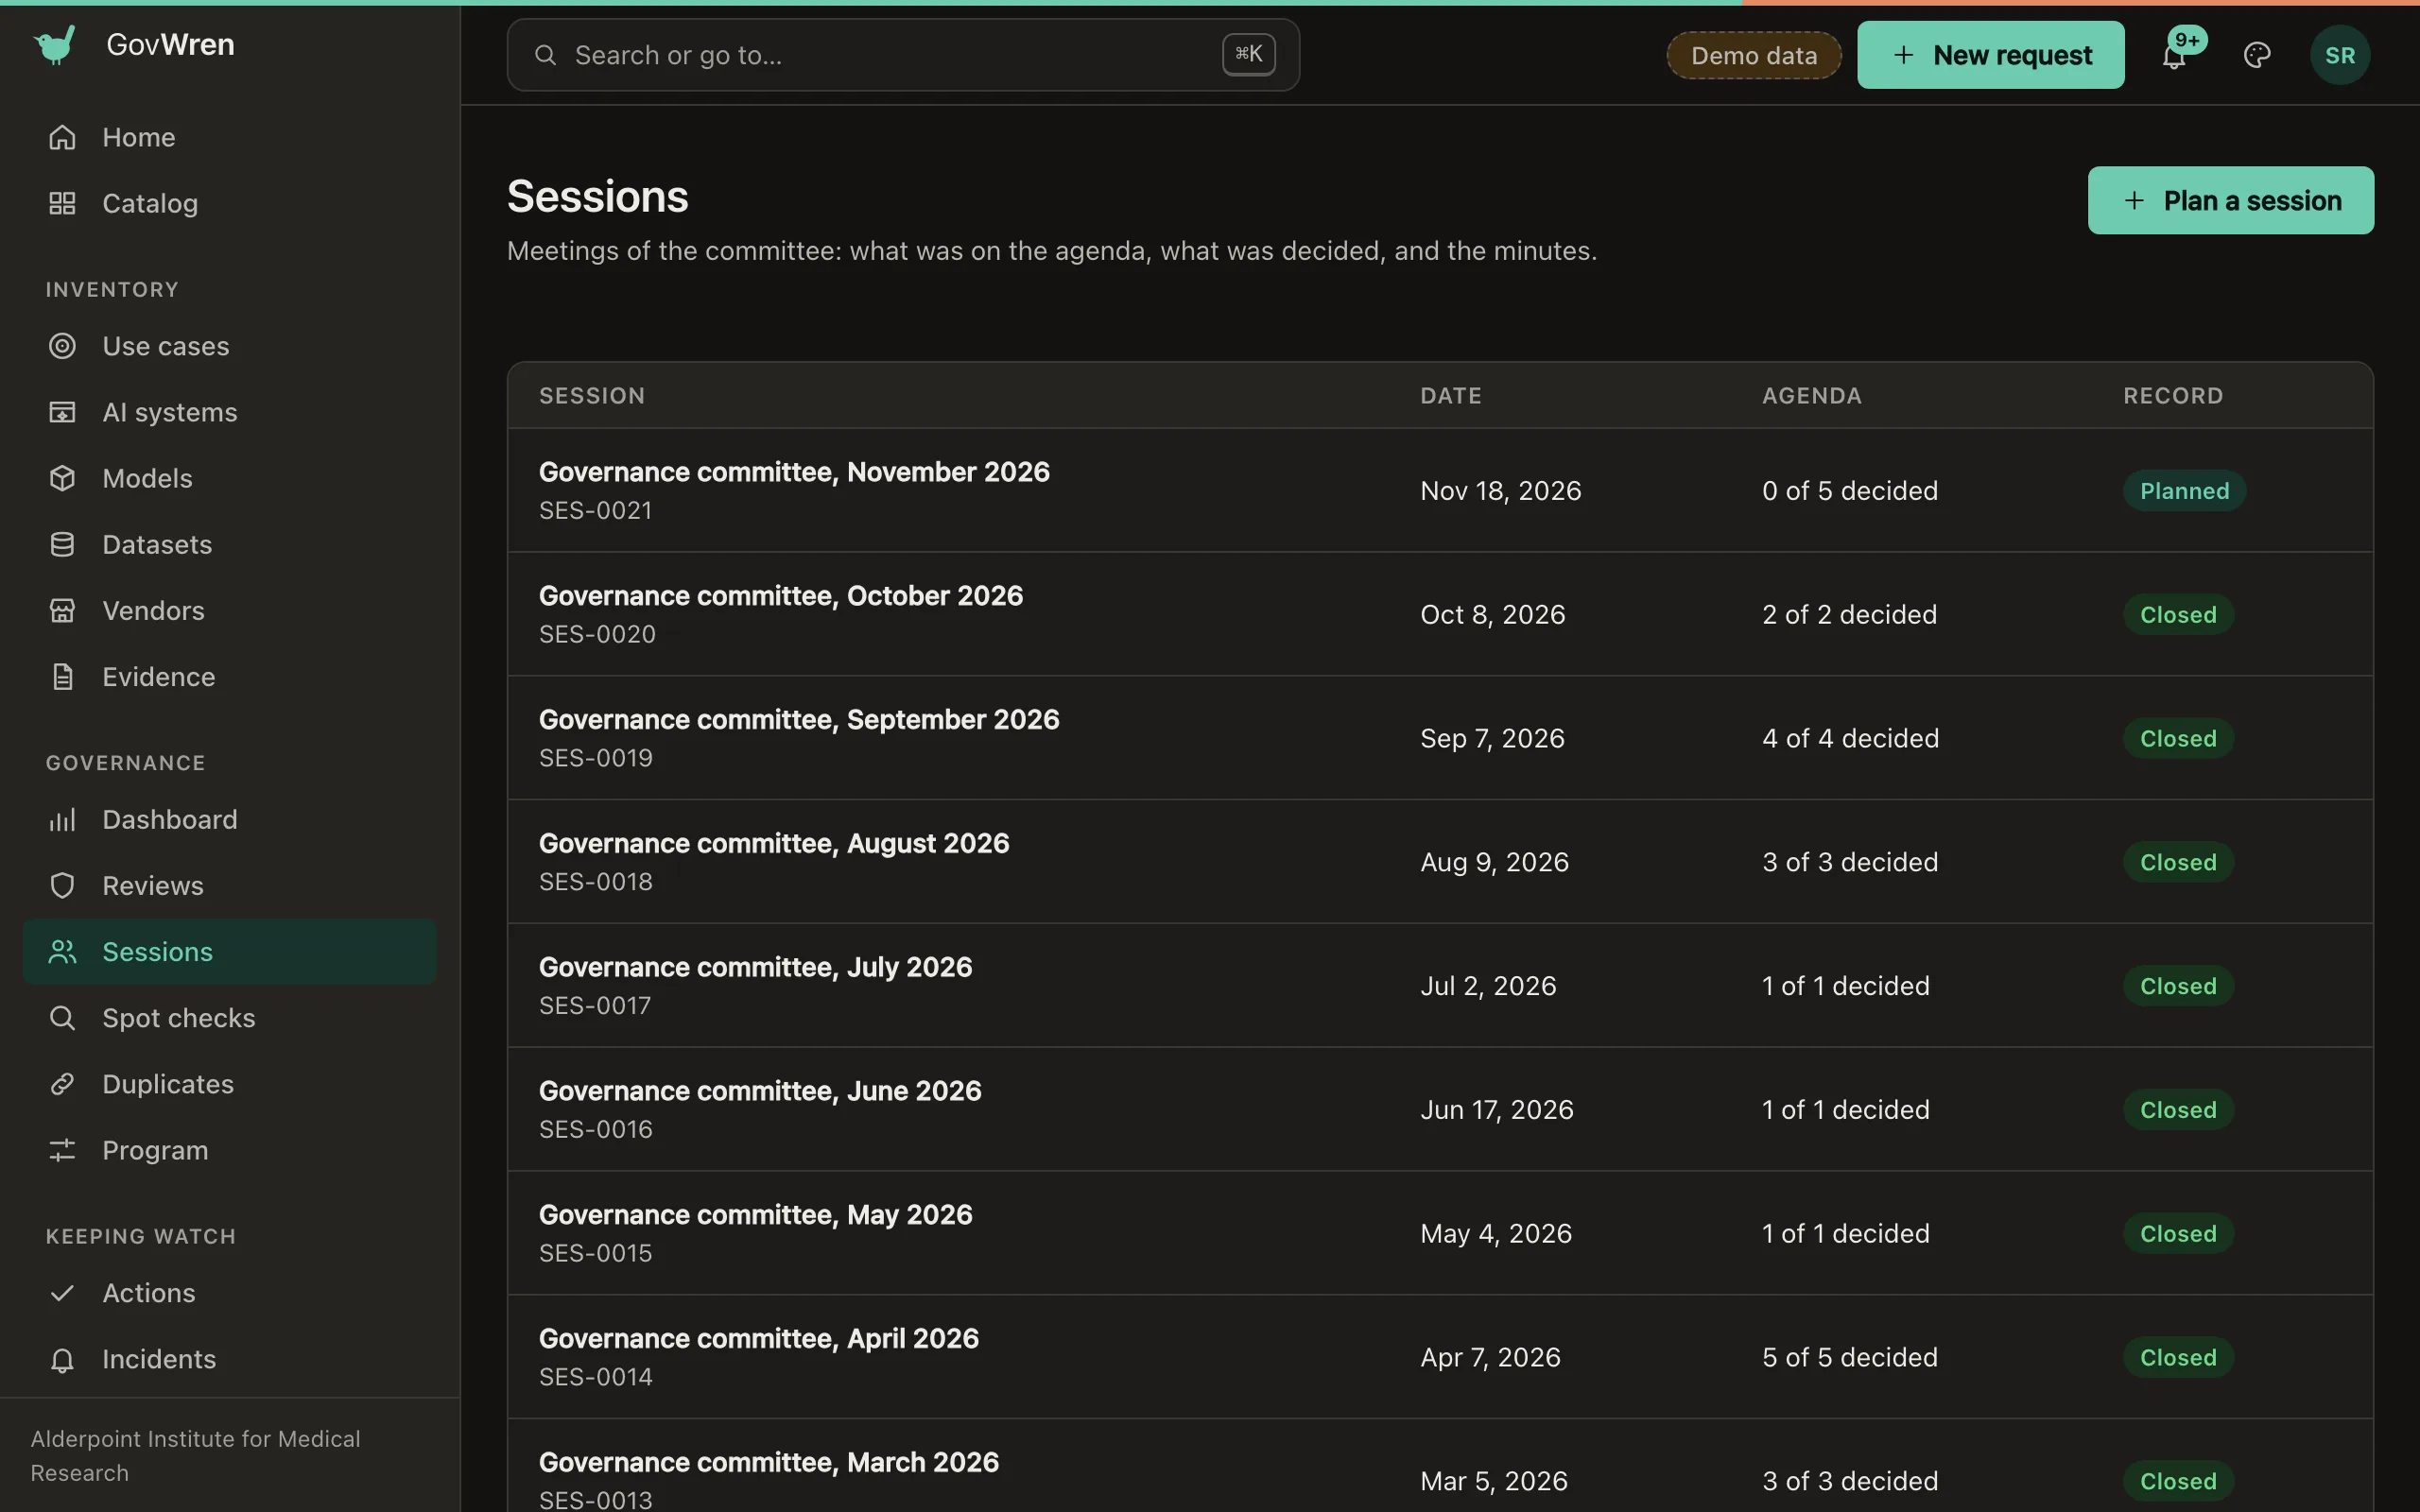 GovWren
Search or go to...
⌘K
Demo data
+ New request
9+
SR
Home
Catalog
INVENTORY
Use cases
AI systems
Models
Datasets
Vendors
Evidence
GOVERNANCE
Dashboard
Reviews
Sessions
Spot checks
Duplicates
Program
KEEPING WATCH
Actions
Incidents
Alderpoint Institute for Medical
Research
Sessions
+ Plan a session
Meetings of the committee: what was on the agenda, what was decided, and the minutes.
SESSION DATE AGENDA RECORD
Governance committee, November 2026
SES-0021
Nov 18, 2026 0 of 5 decided Planned
Governance committee, October 2026
SES-0020
Oct 8, 2026 2 of 2 decided Closed
Governance committee, September 2026
SES-0019
Sep 7, 2026 4 of 4 decided Closed
Governance committee, August 2026
SES-0018
Aug 9, 2026 3 of 3 decided Closed
Governance committee, July 2026
SES-0017
Jul 2, 2026 1 of 1 decided Closed
Governance committee, June 2026
SES-0016
Jun 17, 2026 1 of 1 decided Closed
Governance committee, May 2026
SES-0015
May 4, 2026 1 of 1 decided Closed
Governance committee, April 2026
SES-0014
Apr 7, 2026 5 of 5 decided Closed
Governance committee, March 2026
SES-0013
Mar 5, 2026 3 of 3 decided Closed